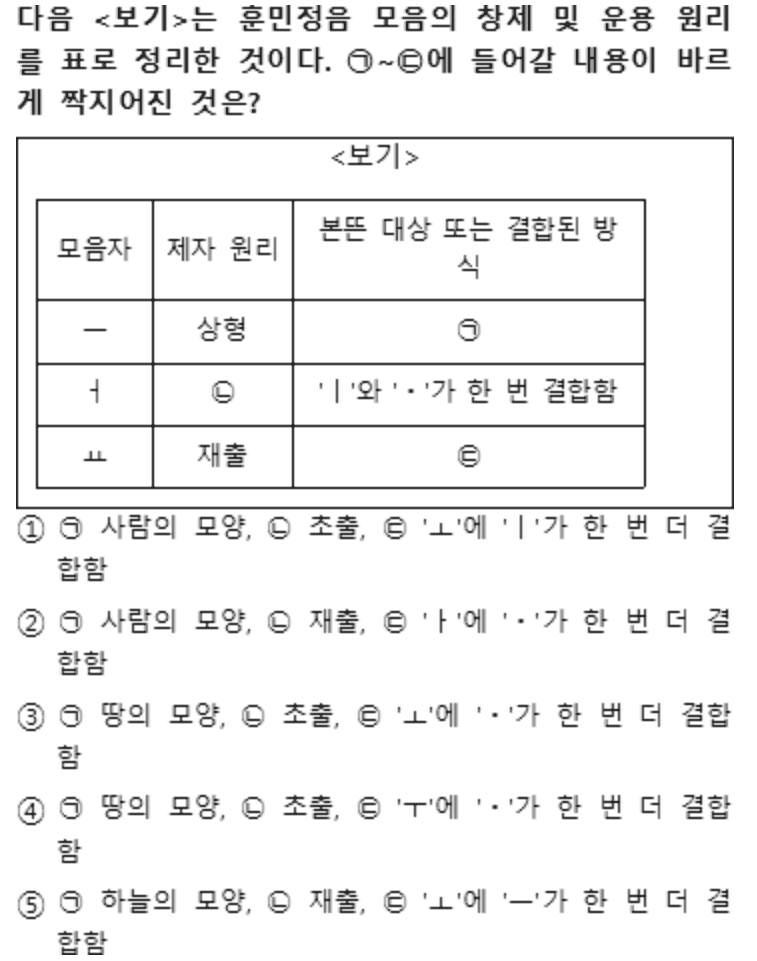 다음 <보기>는 훈민정음 모음의 창제 및 운용 원리
를 표로 정리한 것이다. ㉠~㉢에 들어갈 내용이 바르
게 짝지어진 것은?
<보기>
모음자 제자 원리 본뜬 대상 또는 결합된 방
식
ㅡ 상형 ㉠
ㅓ ㉡ 'ㅣ'와 'ㆍ'가 한 번 결합함
ㅛ 재출 ㉢
① ㉠ 사람의 모양, ㉡ 초출, ㉢ 'ㅗ'에 'ㅣ'가 한 번 더 결
합함
② ㉠ 사람의 모양, ㉡ 재출, ㉢ 'ㅏ'에 'ㆍ'가 한 번 더 결
합함
③ ㉠ 땅의 모양, ㉡ 초출, ㉢ 'ㅗ'에 'ㆍ'가 한 번 더 결합
함
④ ㉠ 땅의 모양, ㉡ 초출, ㉢ 'ㅜ'에 'ㆍ'가 한 번 더 결합
함
⑤ ㉠ 하늘의 모양, ㉡ 재출, ㉢ 'ㅗ'에 'ㅡ'가 한 번 더 결
합함